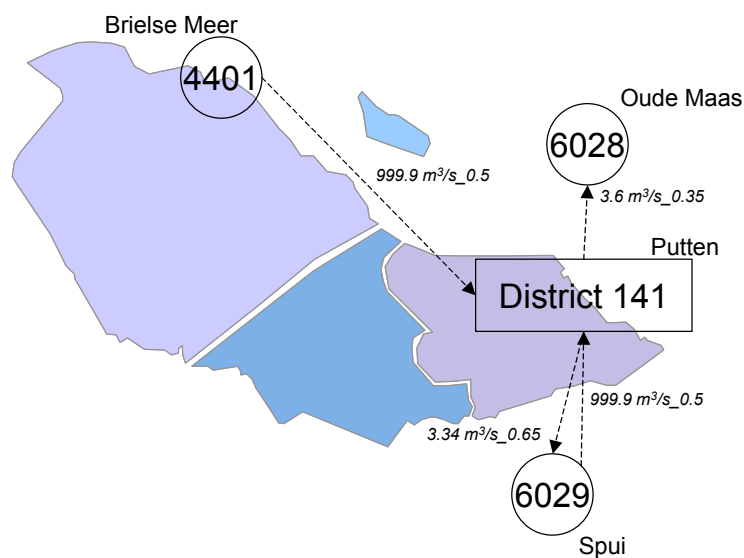 Brielse Meer
4401
Oude Maas
6028
999.9 m³/s_0.5
3.6 m³/s_0.35
Putten
District 141
999.9 m³/s_0.5
3.34 m³/s_0.65
6029
Spui